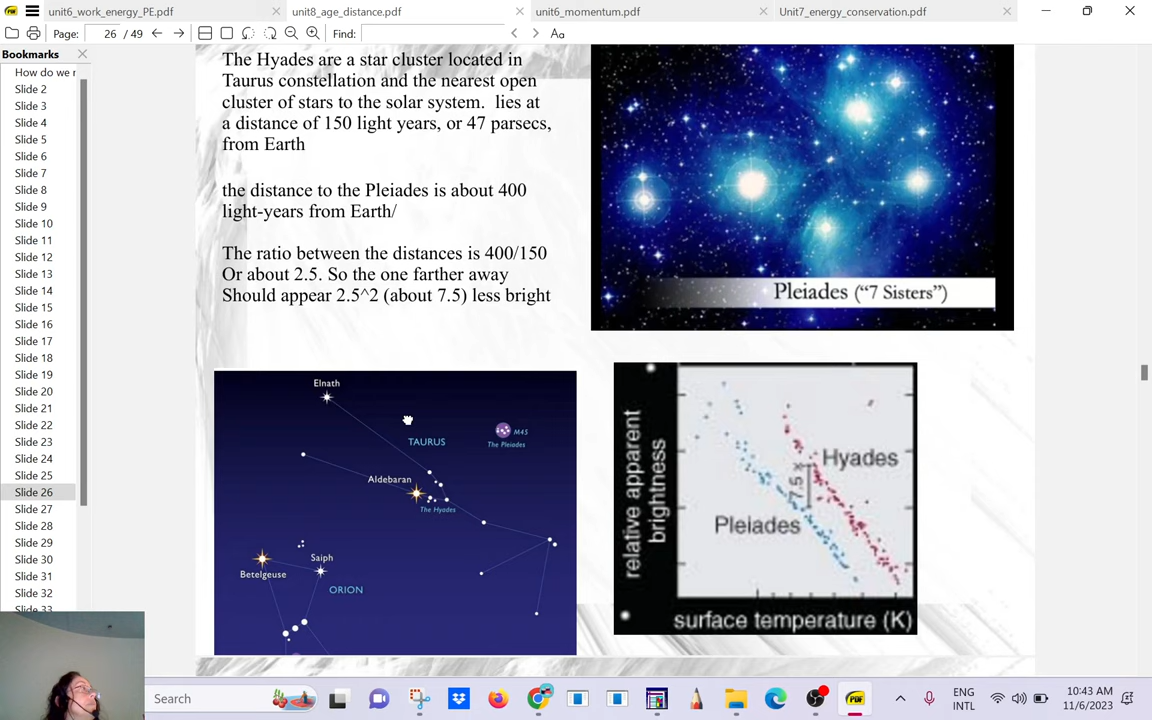 unit6_work_energy_PE.pdf
unit8_age_distance.pdf
unit6_momentum.pdf
Unit7_energy_conservation.pdf
Page: 26 / 49
Find:
Aa
Bookmarks
How do we r
Slide 2
Slide 3
Slide 4
Slide 5
Slide 6
Slide 7
Slide 8
Slide 9
Slide 10
Slide 11
Slide 12
Slide 13
Slide 14
Slide 15
Slide 16
Slide 17
Slide 18
Slide 19
Slide 20
Slide 21
Slide 22
Slide 23
Slide 24
Slide 25
Slide 26
Slide 27
Slide 28
Slide 29
Slide 30
Slide 31
Slide 32
Slide 33
The Hyades are a star cluster located in
Taurus constellation and the nearest open
cluster of stars to the solar system. lies at
a distance of 150 light years, or 47 parsecs,
from Earth
the distance to the Pleiades is about 400
light-years from Earth/
The ratio between the distances is 400/150
Or about 2.5. So the one farther away
Should appear 2.5^2 (about 7.5) less bright
Pleiades ("7 Sisters")
Elnath
TAURUS
M45
The Pleiades
Aldebaran
The Hyades
Saiph
Betelgeuse
ORION
relative apparent
brightness
Hyades
7.5 x
Pleiades
surface temperature (K)
Search
ENG
INTL
10:43 AM
11/6/2023